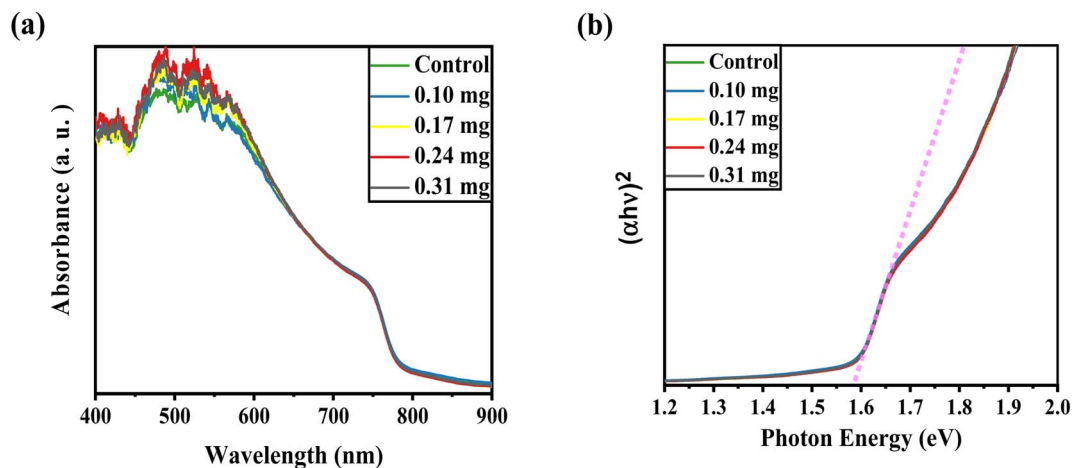 (a)
Absorbance (a. u.)
Control
0.10 mg
0.17 mg
0.24 mg
0.31 mg
400 500 600 700 800 900
Wavelength (nm)
(b)
(αhν)²
Control
0.10 mg
0.17 mg
0.24 mg
0.31 mg
1.2 1.3 1.4 1.5 1.6 1.7 1.8 1.9 2.0
Photon Energy (eV)